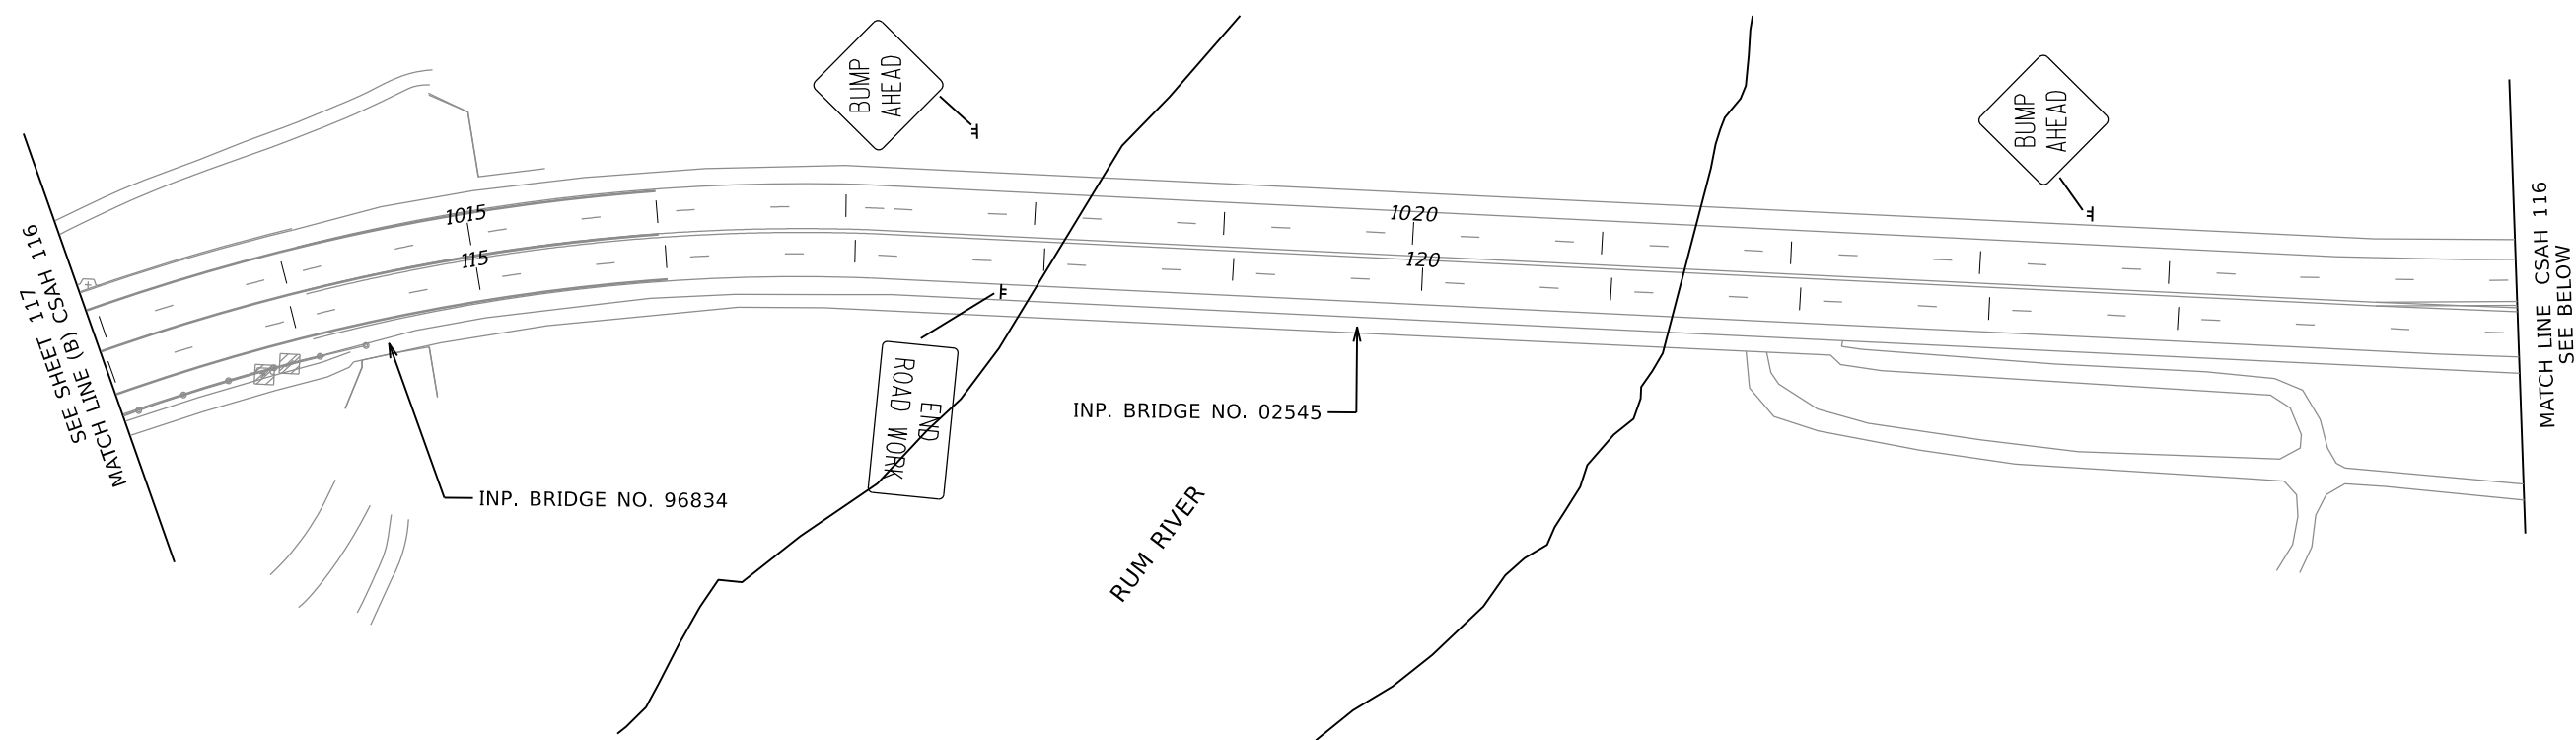 BUMP
AHEAD
BUMP
AHEAD
SEE SHEET 117
MATCH LINE (B) CSAH 116
1015
115
1020
120
MATCH LINE CSAH 116
SEE BELOW
END
ROAD WORK
INP. BRIDGE NO. 02545
INP. BRIDGE NO. 96834
RUM RIVER